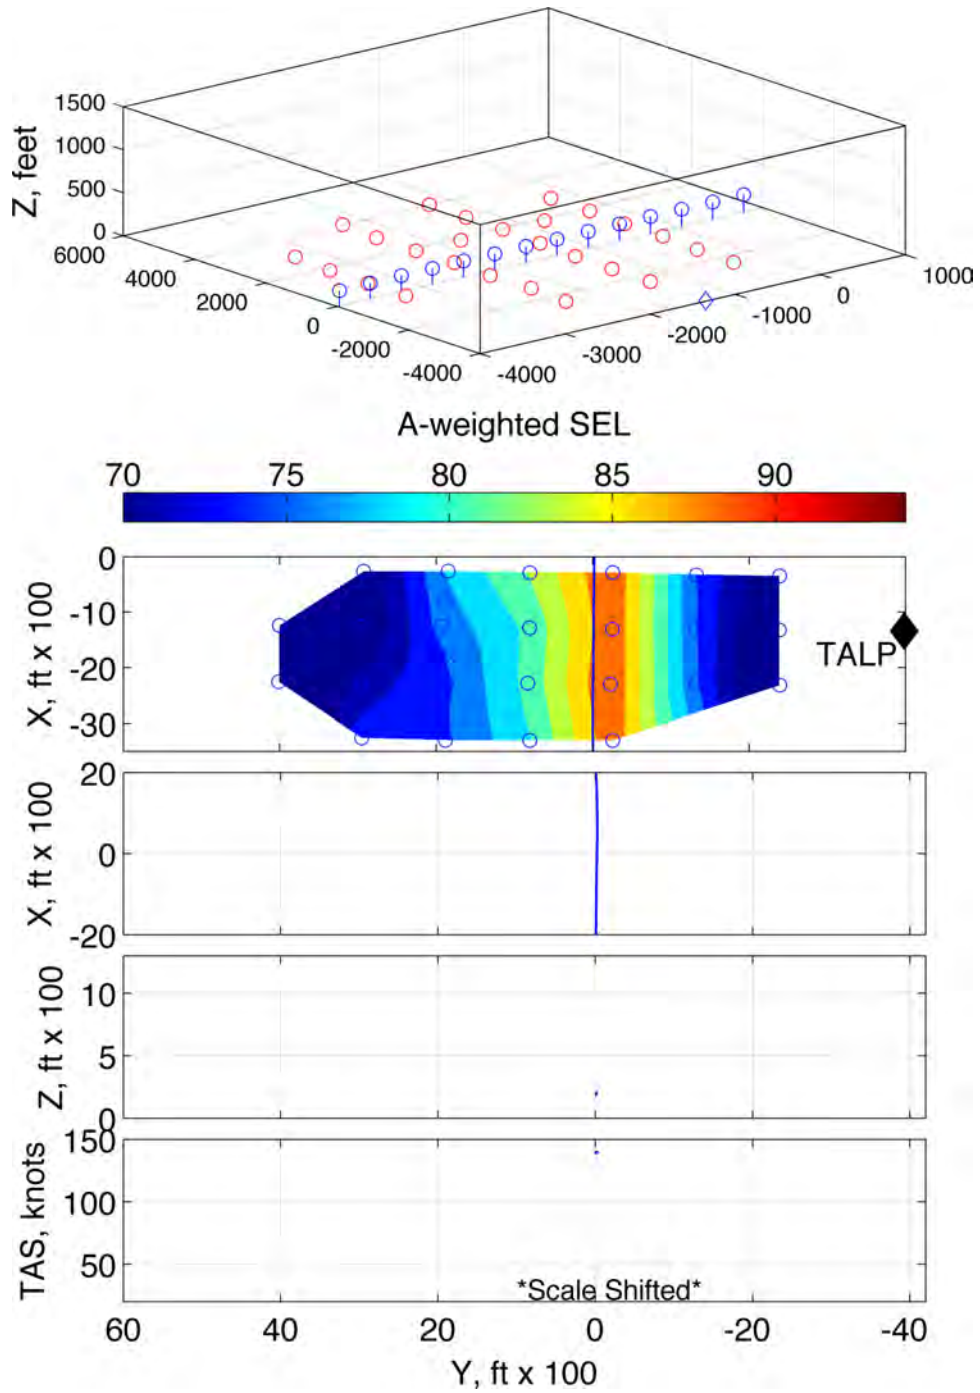 1500
1000
500
0
Z, feet
6000
4000
2000
0
-2000
-4000
-4000
-3000
-2000
-1000
0
1000
A-weighted SEL
70 75 80 85 90
0
-10
-20
-30
X, ft x 100
TALP
20
0
-20
X, ft x 100
10
5
0
Z, ft x 100
150
100
50
TAS, knots
*Scale Shifted*
60 40 20 0 -20 -40
Y, ft x 100